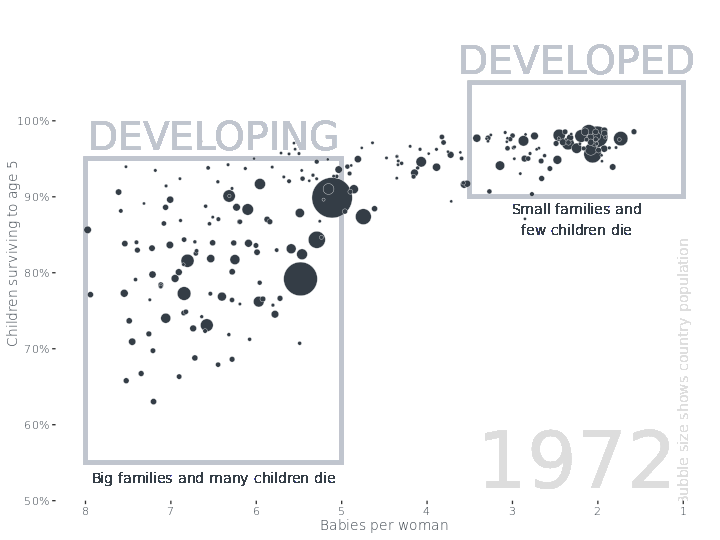 DEVELOPED
DEVELOPING
100%
90%
80%
70%
60%
50%
Children surviving to age 5
Small families and
few children die
Big families and many children die
1972
Bubble size shows country population
8 7 6 5 4 3 2 1
Babies per woman